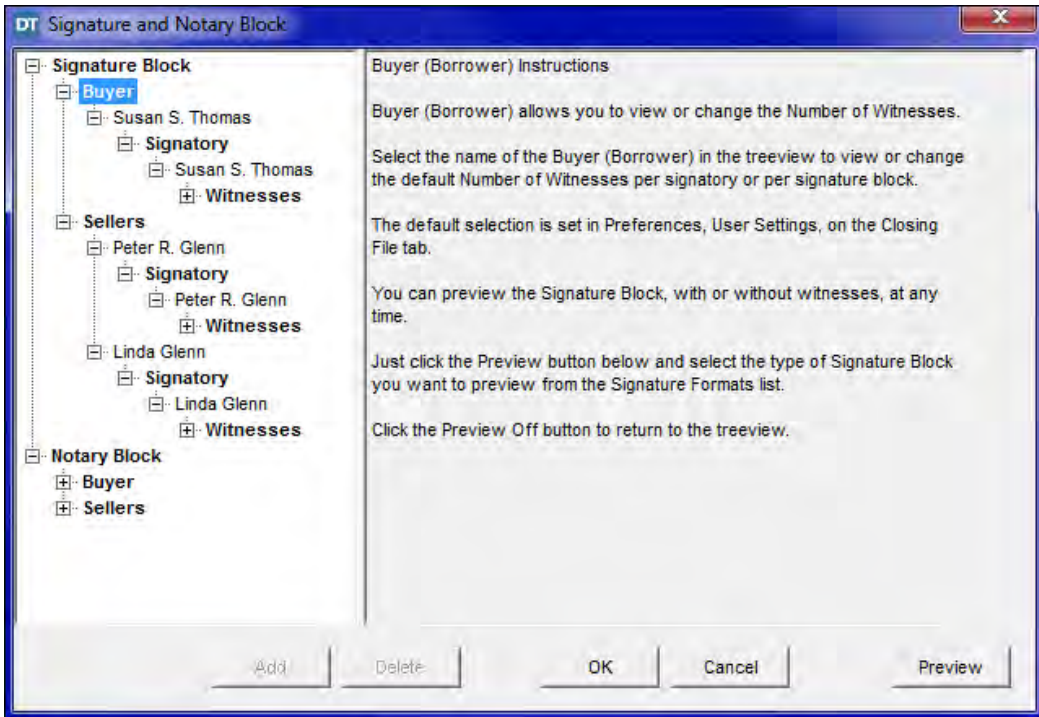 DT Signature and Notary Block
X
Signature Block
Buyer
Susan S. Thomas
Signatory
Susan S. Thomas
Witnesses
Sellers
Peter R. Glenn
Signatory
Peter R. Glenn
Witnesses
Linda Glenn
Signatory
Linda Glenn
Witnesses
Notary Block
Buyer
Sellers
Buyer (Borrower) Instructions
Buyer (Borrower) allows you to view or change the Number of Witnesses.
Select the name of the Buyer (Borrower) in the treeview to view or change
the default Number of Witnesses per signatory or per signature block.
The default selection is set in Preferences, User Settings, on the Closing
File tab.
You can preview the Signature Block, with or without witnesses, at any
time.
Just click the Preview button below and select the type of Signature Block
you want to preview from the Signature Formats list.
Click the Preview Off button to return to the treeview.
Add
Delete
OK
Cancel
Preview